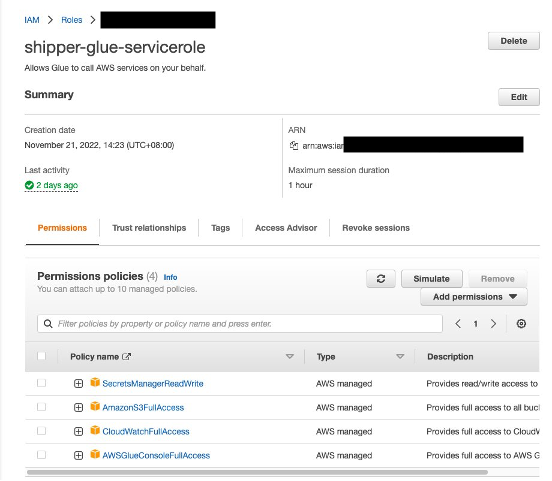 IAM > Roles >
shipper-glue-servicerole
Delete
Allows Glue to call AWS services on your behalf.
Summary
Edit
Creation date
November 21, 2022, 14:23 (UTC+08:00)
ARN
arn:aws:iar
Last activity
2 days ago
Maximum session duration
1 hour
Permissions Trust relationships Tags Access Advisor Revoke sessions
Permissions policies (4) Info
You can attach up to 10 managed policies.
Simulate Remove
Add permissions
Filter policies by property or policy name and press enter.
1
Policy name Type Description
SecretsManagerReadWrite AWS managed Provides read/write access to
AmazonS3FullAccess AWS managed Provides full access to all buc
CloudWatchFullAccess AWS managed Provides full access to CloudW
AWSGlueConsoleFullAccess AWS managed Provides full access to AWS G